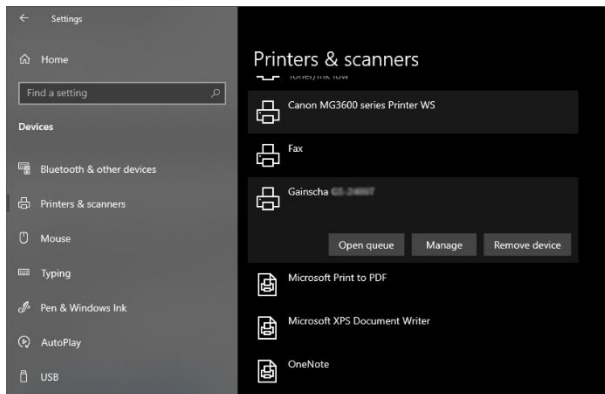 Settings
Home
Find a setting
Devices
Bluetooth & other devices
Printers & scanners
Mouse
Typing
Pen & Windows Ink
AutoPlay
USB
Printers & scanners
Canon MG3600 series Printer WS
Fax
Gainscha
Open queue Manage Remove device
Microsoft Print to PDF
Microsoft XPS Document Writer
OneNote